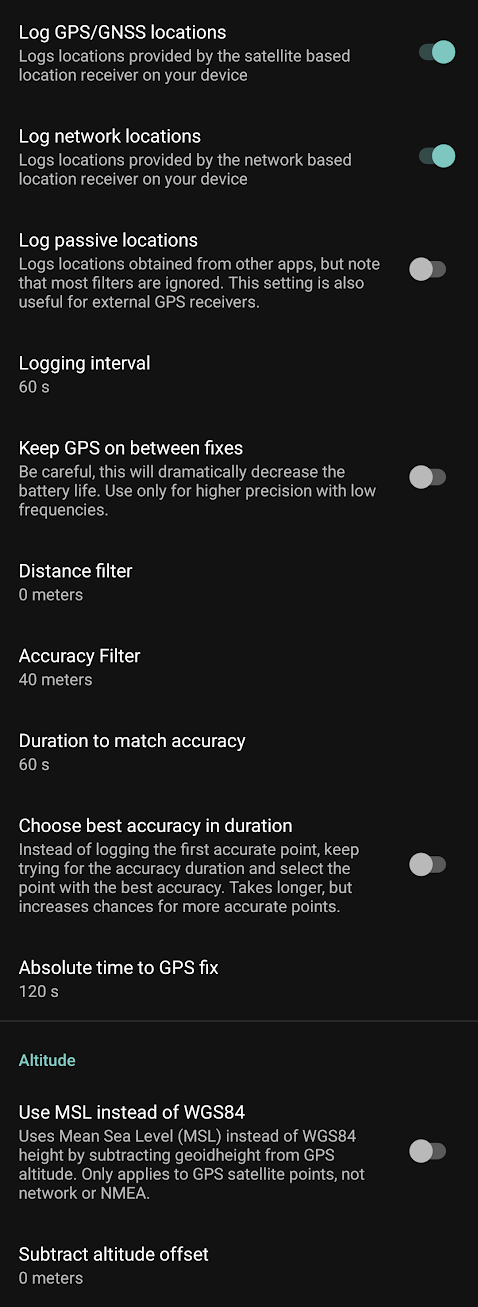 Log GPS/GNSS locations
Logs locations provided by the satellite based
location receiver on your device
Log network locations
Logs locations provided by the network based
location receiver on your device
Log passive locations
Logs locations obtained from other apps, but note
that most filters are ignored. This setting is also
useful for external GPS receivers.
Logging interval
60 s
Keep GPS on between fixes
Be careful, this will dramatically decrease the
battery life. Use only for higher precision with low
frequencies.
Distance filter
0 meters
Accuracy Filter
40 meters
Duration to match accuracy
60 s
Choose best accuracy in duration
Instead of logging the first accurate point, keep
trying for the accuracy duration and select the
point with the best accuracy. Takes longer, but
increases chances for more accurate points.
Absolute time to GPS fix
120 s
Altitude
Use MSL instead of WGS84
Uses Mean Sea Level (MSL) instead of WGS84
height by subtracting geoidheight from GPS
altitude. Only applies to GPS satellite points, not
network or NMEA.
Subtract altitude offset
0 meters